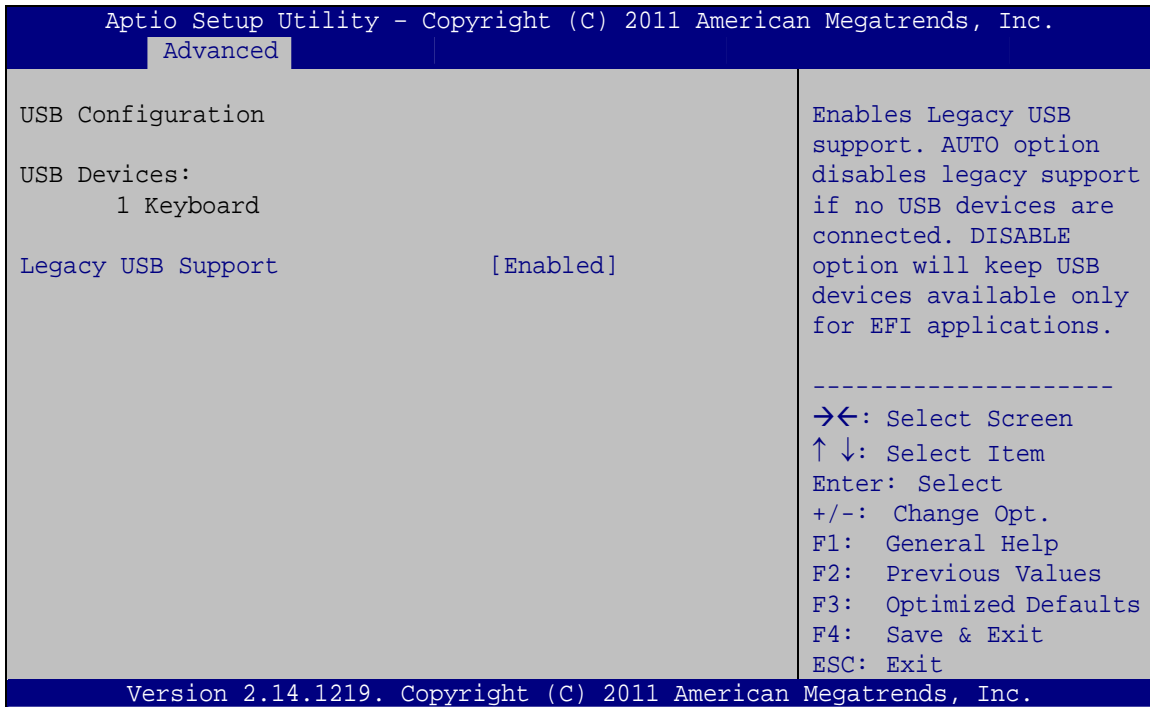 Aptio Setup Utility – Copyright (C) 2011 American Megatrends, Inc.
Advanced
USB Configuration
USB Devices:
1 Keyboard
Legacy USB Support [Enabled]
Enables Legacy USB
support. AUTO option
disables legacy support
if no USB devices are
connected. DISABLE
option will keep USB
devices available only
for EFI applications.
---------------------
→←: Select Screen
↑ ↓: Select Item
Enter: Select
+/-: Change Opt.
F1: General Help
F2: Previous Values
F3: Optimized Defaults
F4: Save & Exit
ESC: Exit
Version 2.14.1219. Copyright (C) 2011 American Megatrends, Inc.